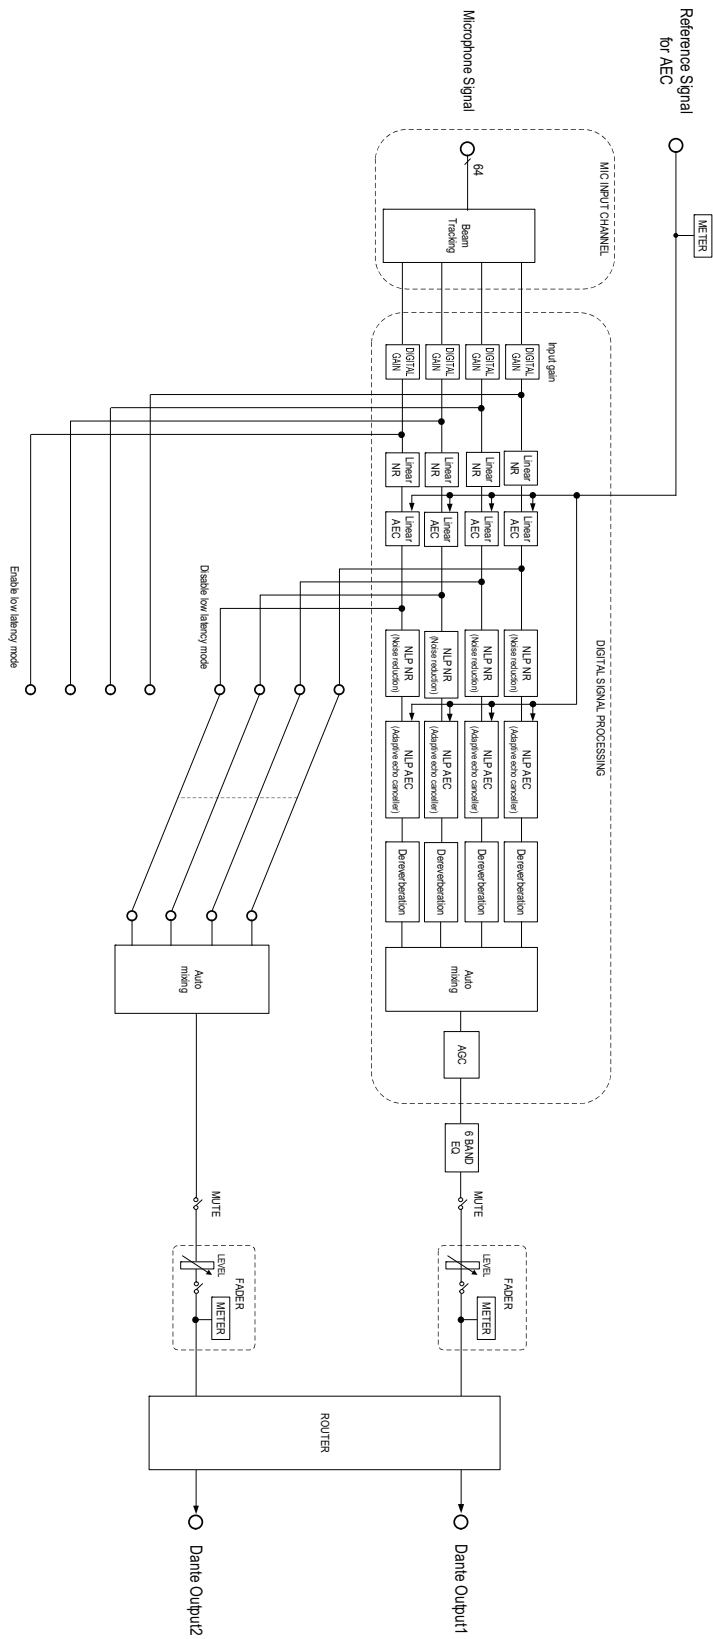 Reference Signal
for AEC
METER
Microphone Signal
MIC INPUT CHANNEL
64
Beam
Tracking
DIGITAL SIGNAL PROCESSING
Input gain
DIGITAL
GAIN
DIGITAL
GAIN
DIGITAL
GAIN
DIGITAL
GAIN
Linear
NR
Linear
NR
Linear
NR
Linear
NR
Linear
AEC
Linear
AEC
Linear
AEC
Linear
AEC
NLP NR
(Noise reduction)
NLP NR
(Noise reduction)
NLP NR
(Noise reduction)
NLP NR
(Noise reduction)
NLP AEC
(Adaptive echo canceller)
NLP AEC
(Adaptive echo canceller)
NLP AEC
(Adaptive echo canceller)
NLP AEC
(Adaptive echo canceller)
Dereverberation
Dereverberation
Dereverberation
Dereverberation
Auto
mixing
AGC
6 BAND
EQ
MUTE
LEVEL
FADER
METER
Disable low latency mode
Enable low latency mode
Auto
mixing
MUTE
LEVEL
FADER
METER
ROUTER
Dante Output1
Dante Output2